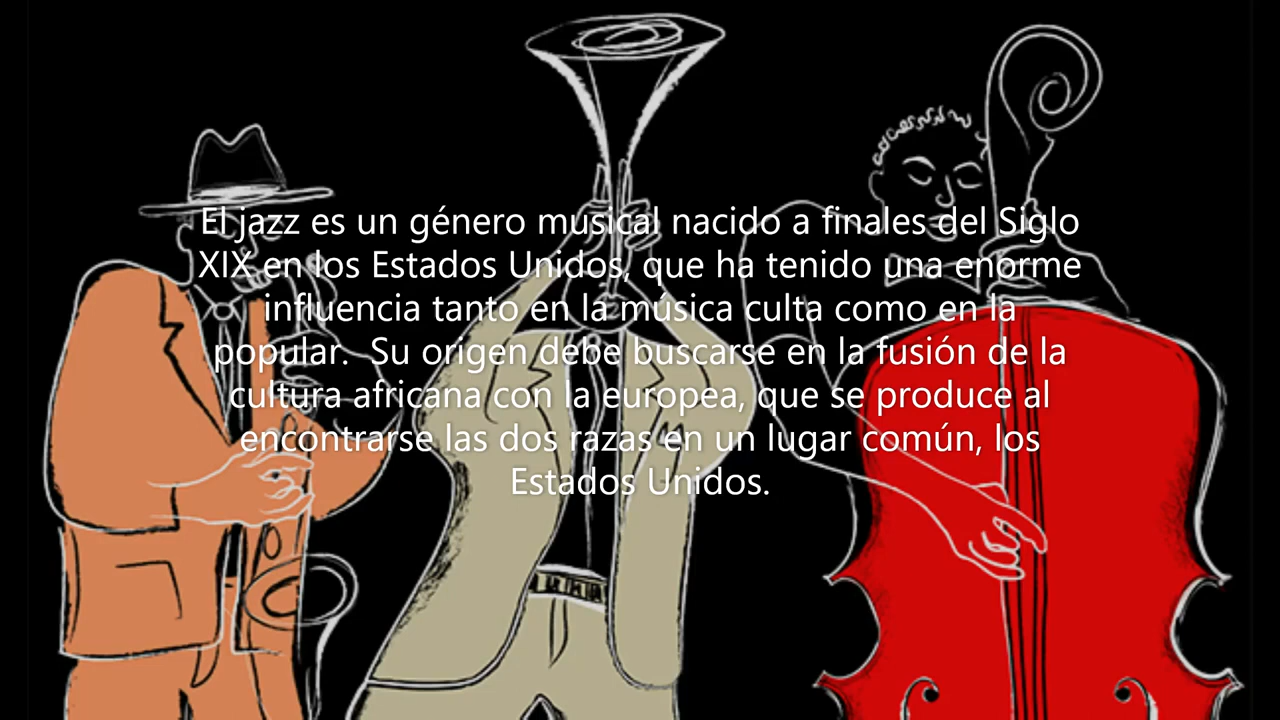 El jazz es un género musical nacido a finales del Siglo
XIX en los Estados Unidos, que ha tenido una enorme
influencia tanto en la música culta como en la
popular.  Su origen debe buscarse en la fusión de la
cultura africana con la europea, que se produce al
encontrarse las dos razas en un lugar común, los
Estados Unidos.